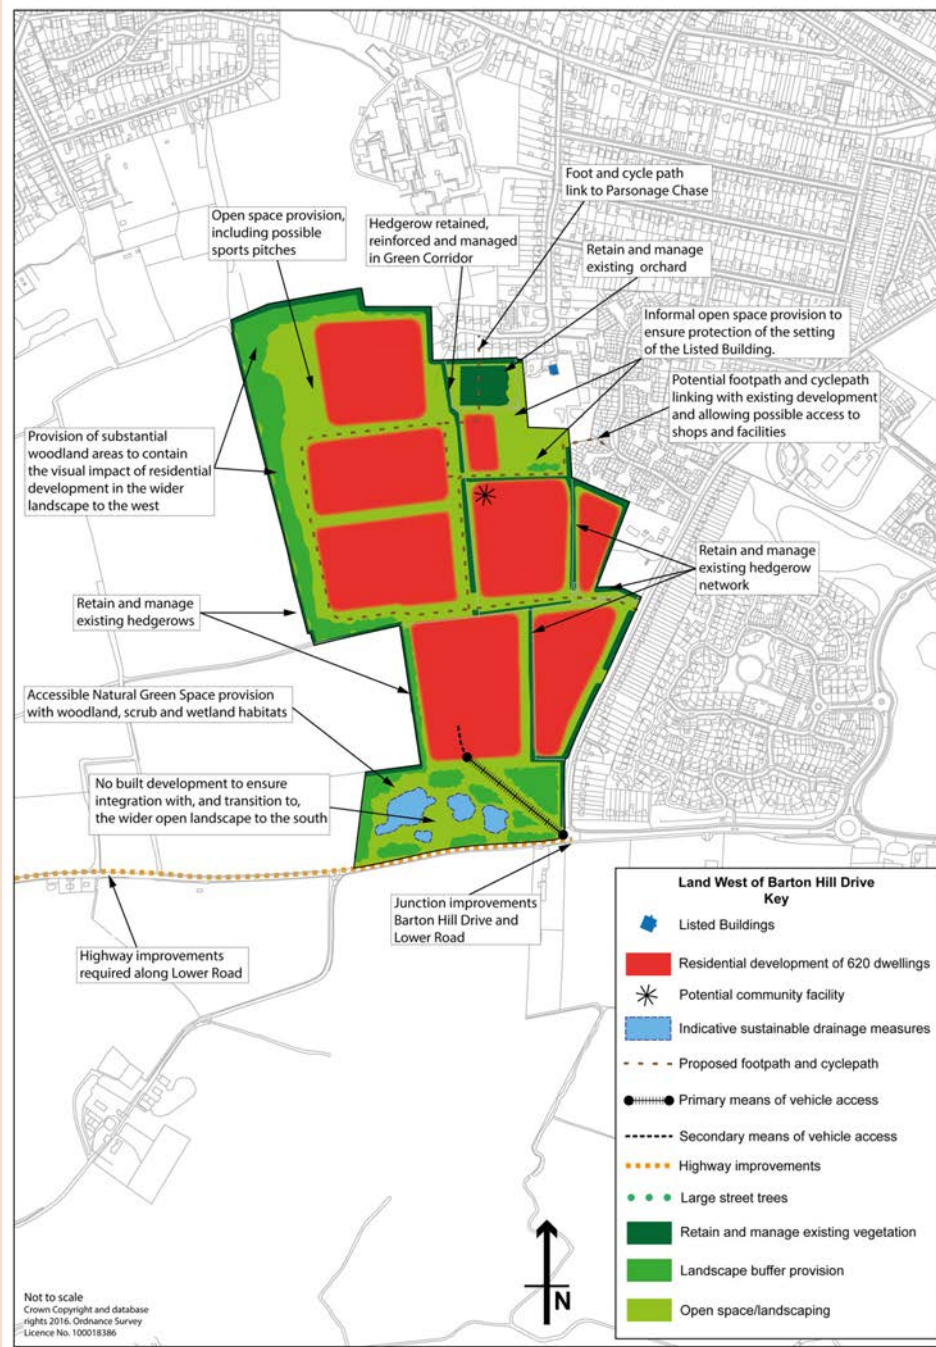 Foot and cycle path
link to Parsonage Chase
Open space provision,
including possible
sports pitches
Hedgerow retained,
reinforced and managed
in Green Corridor
Retain and manage
existing orchard
Informal open space provision to
ensure protection of the setting
of the Listed Building.
Potential footpath and cyclepath
linking with existing development
and allowing possible access to
shops and facilities
Provision of substantial
woodland areas to contain
the visual impact of residential
development in the wider
landscape to the west
Retain and manage
existing hedgerow
network
Retain and manage
existing hedgerows
Accessible Natural Green Space provision
with woodland, scrub and wetland habitats
No built development to ensure
integration with, and transition to,
the wider open landscape to the south
Junction improvements
Barton Hill Drive and
Lower Road
Highway improvements
required along Lower Road
Land West of Barton Hill Drive
Key
Listed Buildings
Residential development of 620 dwellings
Potential community facility
Indicative sustainable drainage measures
Proposed footpath and cyclepath
Primary means of vehicle access
Secondary means of vehicle access
Highway improvements
Large street trees
Retain and manage existing vegetation
Landscape buffer provision
Open space/landscaping
N
Not to scale
Crown Copyright and database
rights 2016. Ordnance Survey
Licence No. 100018386